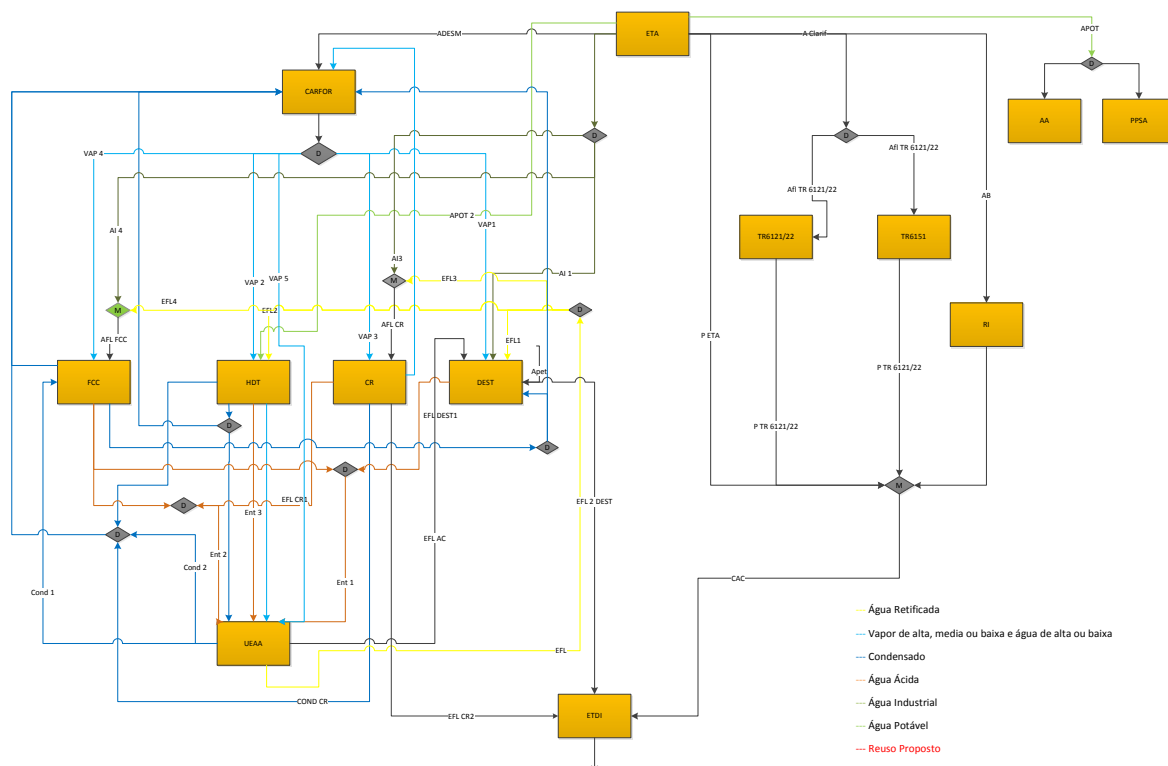 ETA
ADESM
A Clarif
APOT
D
CARFOR
AA
PPSA
D
D
D
VAP 4
Afl TR 6121/22
Afl TR 6121/22
APOT 2
AB
VAP1
TR6121/22
TR6151
AI 4
AI3
AI 1
VAP 2
VAP 5
EFL3
M
EFL4
EFL2
D
M
AFL CR
RI
AFL FCC
VAP 3
EFL1
P ETA
Apet
FCC
HDT
CR
DEST
P TR 6121/22
EFL DEST1
D
P TR 6121/22
D
D
M
EFL CR1
EFL 2 DEST
D
Ent 3
D
EFL AC
Ent 2
Cond 2
Ent 1
Cond 1
CAC
Água Retificada
Vapor de alta, media ou baixa e água de alta ou baixa
UEAA
EFL
Condensado
Água Ácida
COND CR
Água Industrial
EFL CR2
ETDI
Água Potável
Reuso Proposto